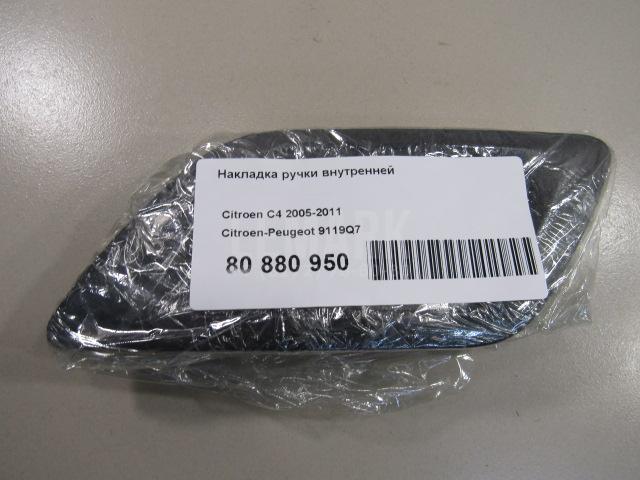 Накладка ручки внутренней
Citroen C4 2005-2011
Citroen-Peugeot 9119Q7
80 880 950